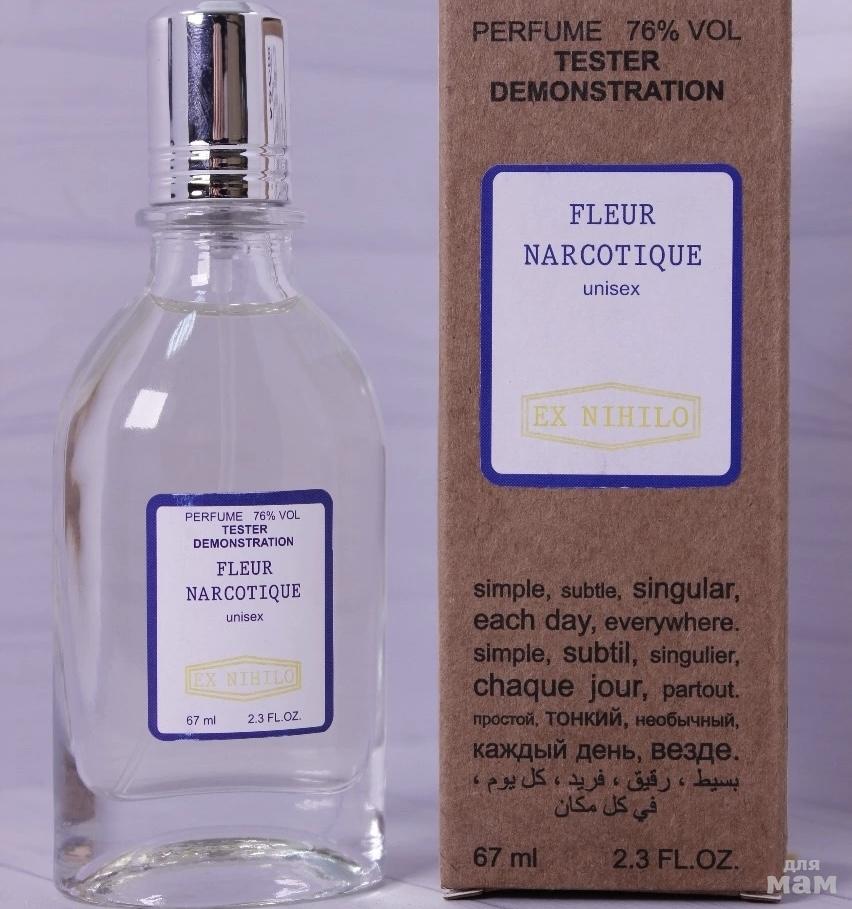 PERFUME 76% VOL
TESTER
DEMONSTRATION
FLEUR
NARCOTIQUE
unisex
EX NIHILO
67 ml 2.3 FL.OZ.
PERFUME 76% VOL
TESTER
DEMONSTRATION
FLEUR
NARCOTIQUE
unisex
EX NIHILO
simple, subtle, singular,
each day, everywhere.
simple, subtil, singulier,
chaque jour, partout.
простой, тонкий, необычный,
каждый день, везде.
بسيط ، رقيق ، فريد ، كل يوم ،
في كل مكان
67 ml 2.3 FL.OZ.
для
мам